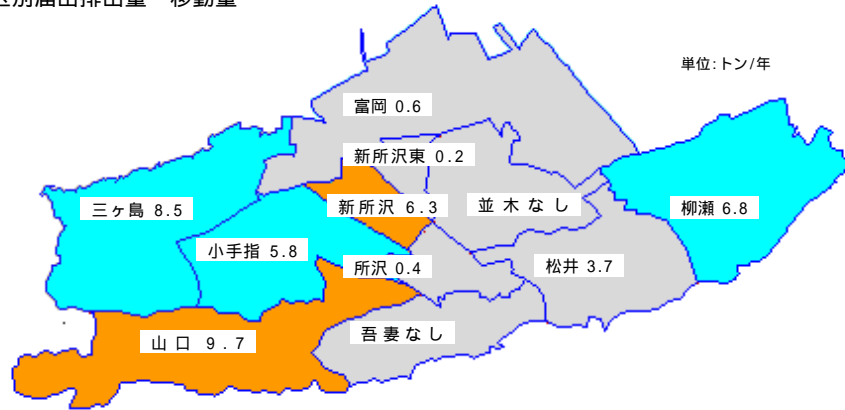 区別届出排出量・移動量
単位:トン/年
富岡 0.6
新所沢東 0.2
三ヶ島 8.5
新所沢 6.3
並木なし
柳瀬 6.8
小手指 5.8
所沢 0.4
松井 3.7
山口 9.7
吾妻なし